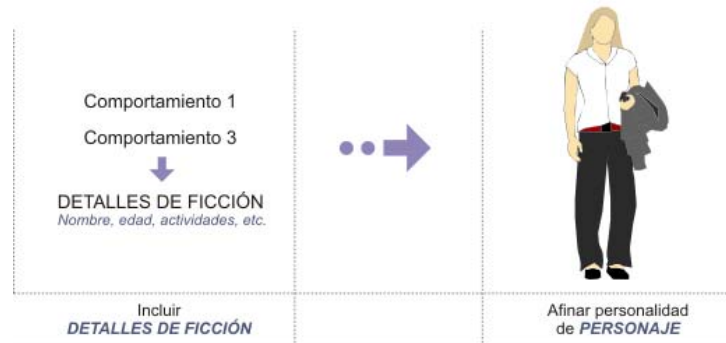 Comportamiento 1
Comportamiento 3
DETALLES DE FICCIÓN
Nombre, edad, actividades, etc.
Incluir
DETALLES DE FICCIÓN
Afinar personalidad
de PERSONAJE